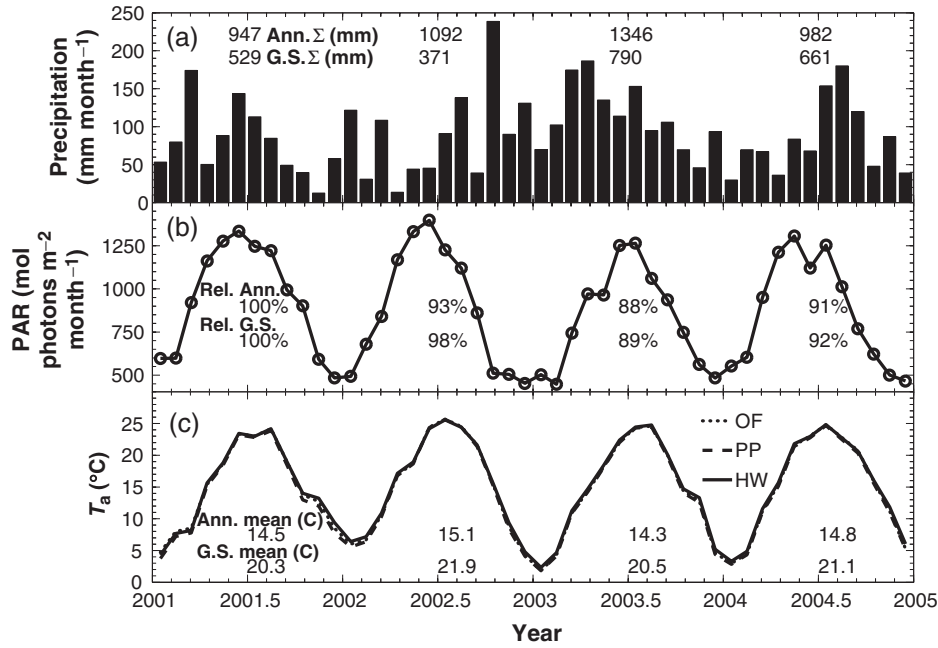 250
200
150
100
50
0
Precipitation
(mm month−1)
(a)
947 Ann. Σ (mm) 1092 1346 982
529 G.S. Σ (mm) 371 790 661
1250
1000
750
500
PAR (mol
photons m−2
month−1)
(b)
Rel. Ann.
100% 93% 88% 91%
Rel. G.S.
100% 98% 89% 92%
25
20
15
10
5
0
Ta (°C)
(c)
OF
PP
HW
Ann. mean (C)
14.5 15.1 14.3 14.8
G.S. mean (C)
20.3 21.9 20.5 21.1
2001 2001.5 2002 2002.5 2003 2003.5 2004 2004.5 2005
Year